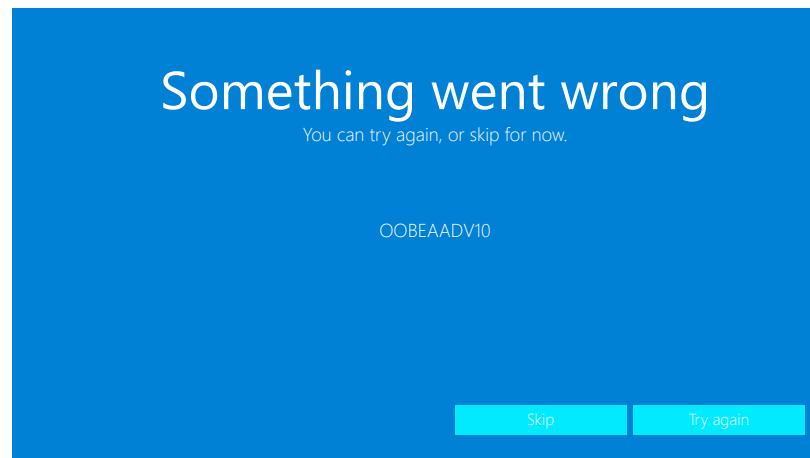 Something went wrong
You can try again, or skip for now.
OOBEAADV10
Skip
Try again